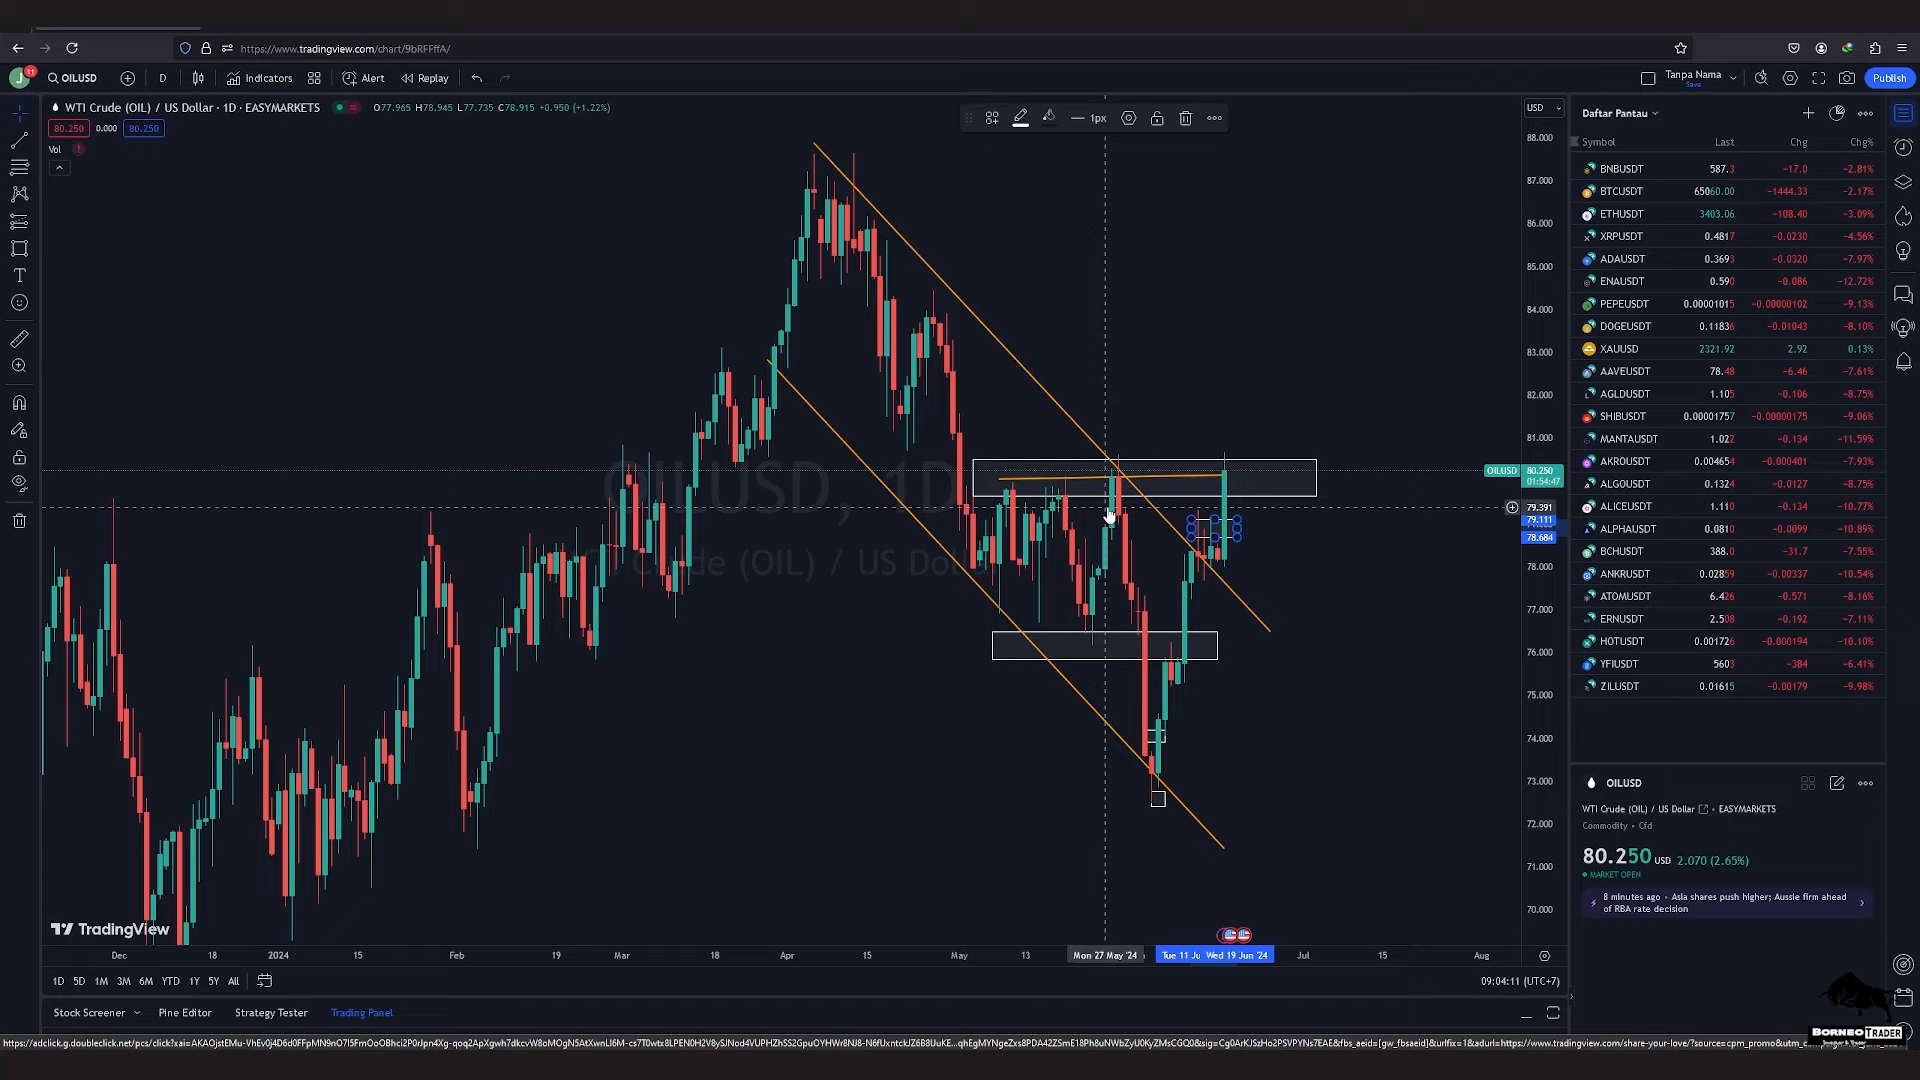 https://www.tradingview.com/chart/9bRFFffA/
J 11 OILUSD D Indicators Alert Replay Tanpa Nama Save Publish
WTI Crude (OIL) / US Dollar · 1D · EASYMARKETS O77.965 H78.945 L77.735 C78.915 +0.950 (+1.22%)
80.250 0.000 80.250
Vol
1px
USD
88.000
87.000
86.000
85.000
84.000
83.000
82.000
81.000
OILUSD 80.250
01:54:47
79.391
79.111
78.684
78.000
77.000
76.000
75.000
74.000
73.000
72.000
71.000
70.000
OILUSD, 1D
WTI Crude (OIL) / US Dollar
TradingView
Dec 18 2024 15 Feb 19 Mar 18 Apr 15 May 13 Mon 27 May '24 Tue 11 Ju Wed 19 Jun '24 Jul 15 Aug
1D 5D 1M 3M 6M YTD 1Y 5Y All 09:04:11 (UTC+7)
Stock Screener Pine Editor Strategy Tester Trading Panel
Daftar Pantau
Symbol Last Chg Chg%
BNBUSDT 587.3 −17.0 −2.81%
BTCUSDT 65060.00 −1444.33 −2.17%
ETHUSDT 3403.06 −108.40 −3.09%
XRPUSDT 0.4817 −0.0230 −4.56%
ADAUSDT 0.3693 −0.0320 −7.97%
ENAUSDT 0.590 −0.086 −12.72%
PEPEUSDT 0.00001015 −0.00000102 −9.13%
DOGEUSDT 0.11836 −0.01043 −8.10%
XAUUSD 2321.92 2.92 0.13%
AAVEUSDT 78.48 −6.46 −7.61%
AGLDUSDT 1.105 −0.106 −8.75%
SHIBUSDT 0.00001757 −0.00000175 −9.06%
MANTAUSDT 1.022 −0.134 −11.59%
AKROUSDT 0.004654 −0.000401 −7.93%
ALGOUSDT 0.1324 −0.0127 −8.75%
ALICEUSDT 1.110 −0.134 −10.77%
ALPHAUSDT 0.0810 −0.0099 −10.89%
BCHUSDT 388.0 −31.7 −7.55%
ANKRUSDT 0.02859 −0.00337 −10.54%
ATOMUSDT 6.426 −0.571 −8.16%
ERNUSDT 2.508 −0.192 −7.11%
HOTUSDT 0.001726 −0.000194 −10.10%
YFIUSDT 5603 −384 −6.41%
ZILUSDT 0.01615 −0.00179 −9.98%
OILUSD
WTI Crude (OIL) / US Dollar • EASYMARKETS
Commodity • Cfd
80.250 USD 2.070 (2.65%)
MARKET OPEN
8 minutes ago • Asia shares push higher; Aussie firm ahead
of RBA rate decision
BORNEO TRADER